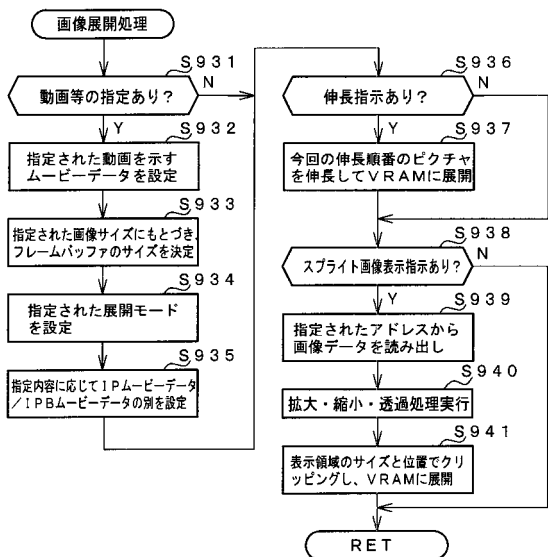 画像展開処理
S931
動画等の指定あり?
N
Y
S932
指定された動画を示す
ムービーデータを設定
S933
指定された画像サイズにもとづき、
フレームバッファのサイズを決定
S934
指定された展開モード
を設定
S935
指定内容に応じてIPムービーデータ
/IPBムービーデータの別を設定
S936
伸長指示あり?
N
Y
S937
今回の伸長順番のピクチャ
を伸長してVRAMに展開
S938
スプライト画像表示指示あり?
N
Y
S939
指定されたアドレスから
画像データを読み出し
S940
拡大・縮小・透過処理実行
S941
表示領域のサイズと位置でクリ
ッピングし、VRAMに展開
RET